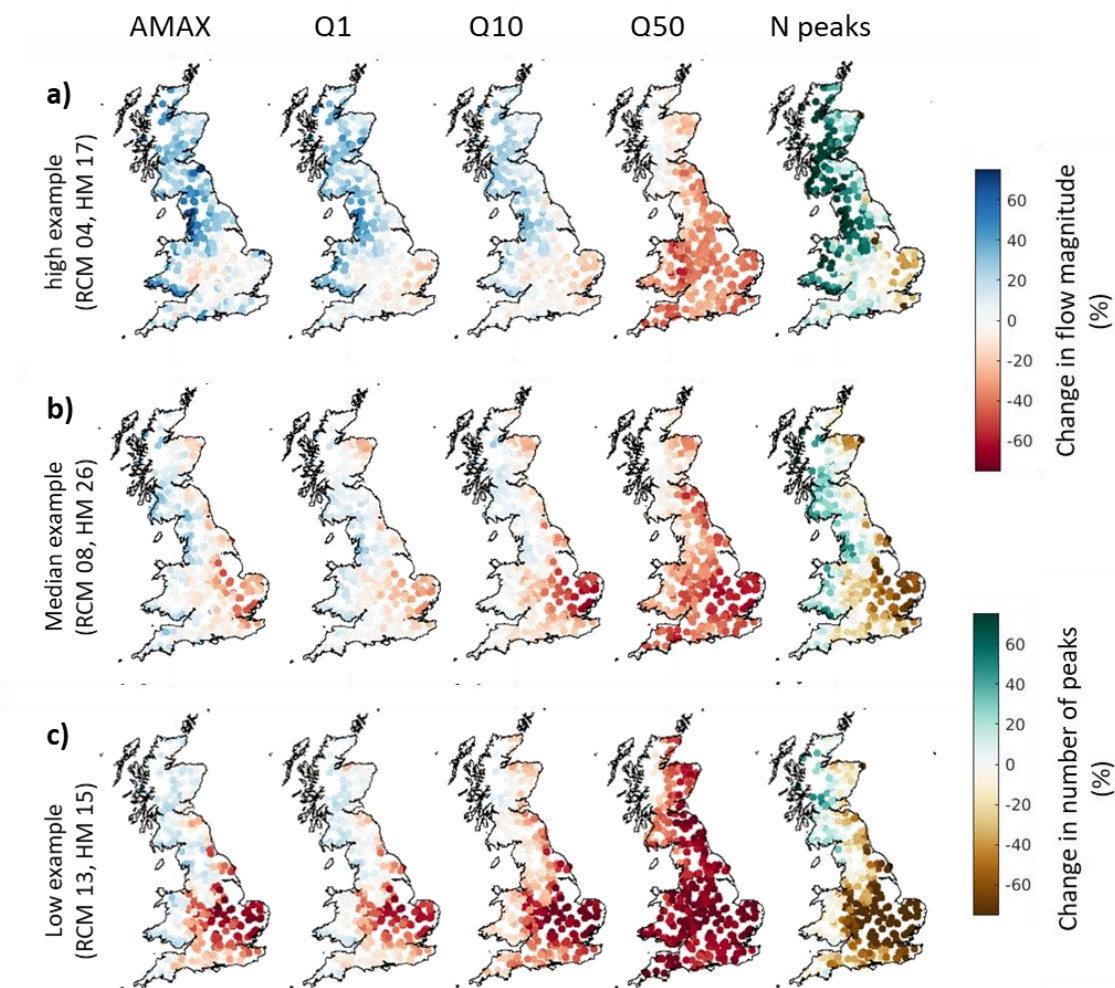 AMAX Q1 Q10 Q50 N peaks
a)
high example
(RCM 04, HM 17)
b)
Median example
(RCM 08, HM 26)
c)
Low example
(RCM 13, HM 15)
60
40
20
0
-20
-40
-60
Change in flow magnitude
(%)
60
40
20
0
-20
-40
-60
Change in number of peaks
(%)